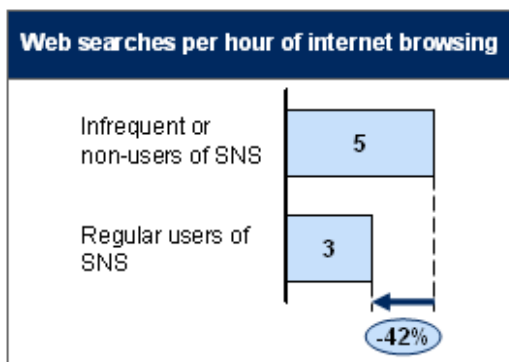 Web searches per hour of internet browsing
Infrequent or
non-users of SNS
5
Regular users of
SNS
3
-42%